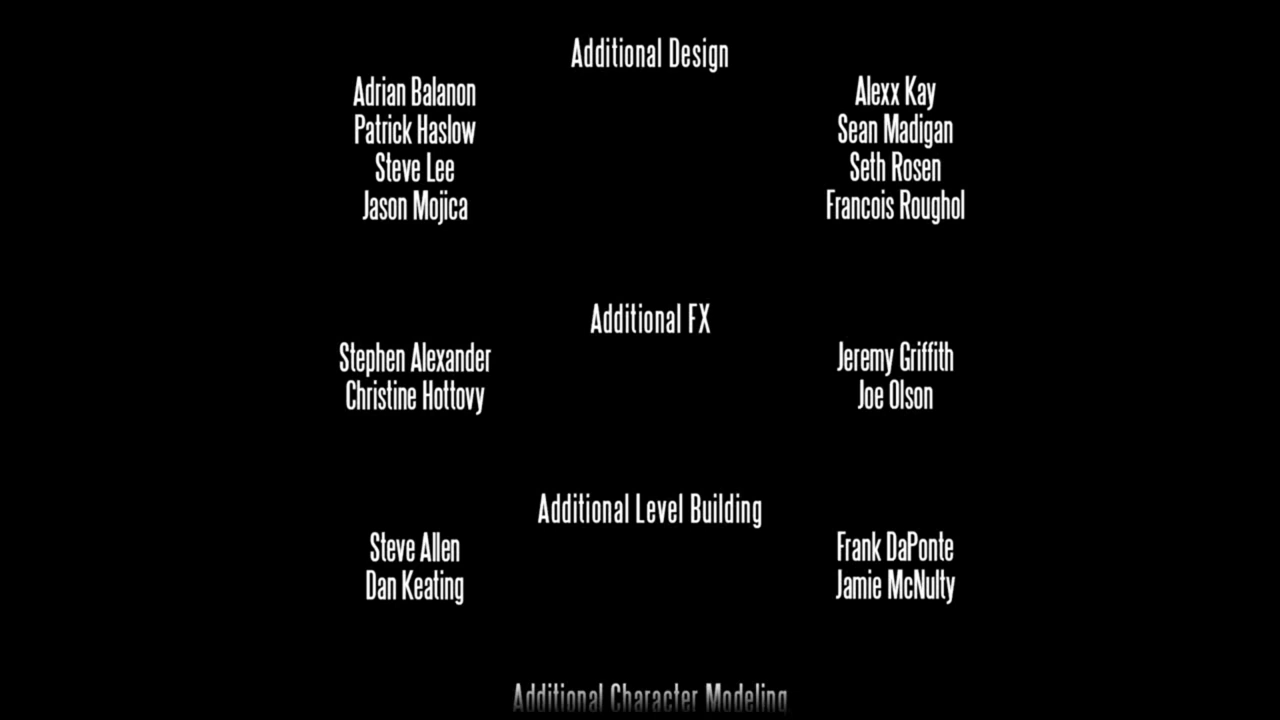 Additional Design
Adrian Balanon Alexx Kay
Patrick Haslow Sean Madigan
Steve Lee Seth Rosen
Jason Mojica Francois Roughol
Additional FX
Stephen Alexander Jeremy Griffith
Christine Hottovy Joe Olson
Additional Level Building
Steve Allen Frank DaPonte
Dan Keating Jamie McNulty
Additional Character Modeling